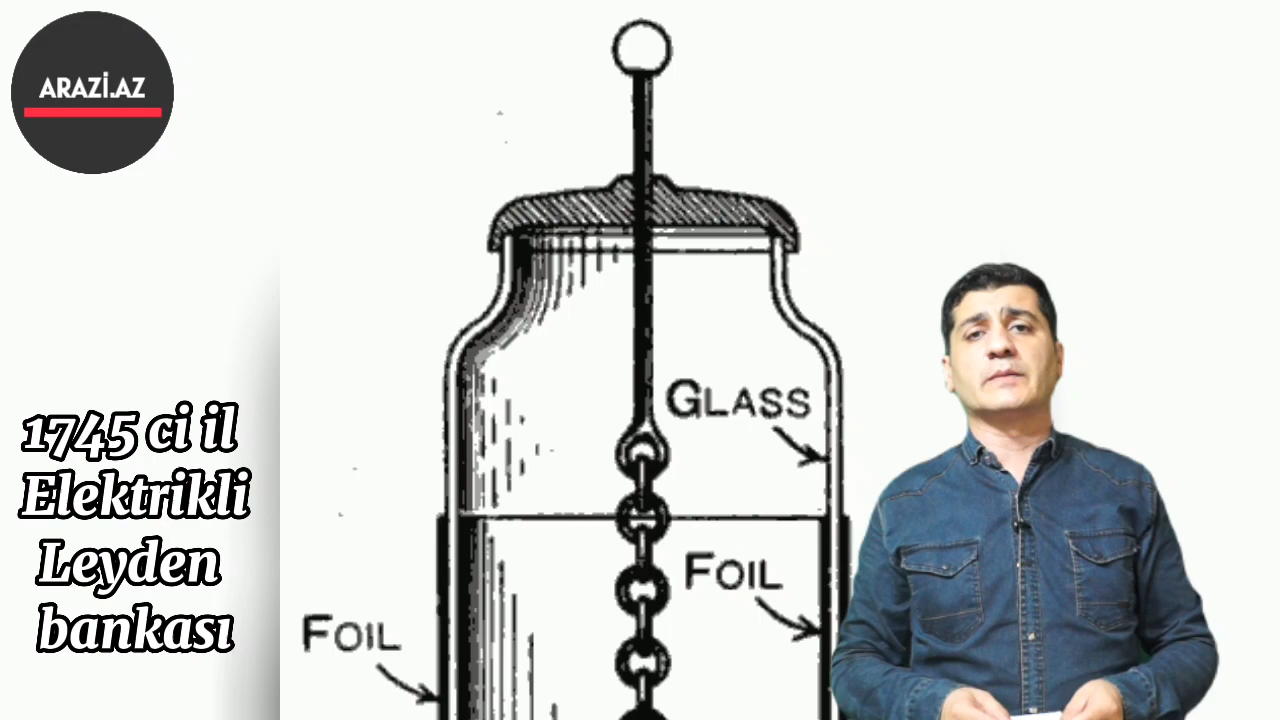 ARAZİ.AZ
GLASS
FOIL
FOIL
1745 ci il
Elektrikli
Leyden
bankası